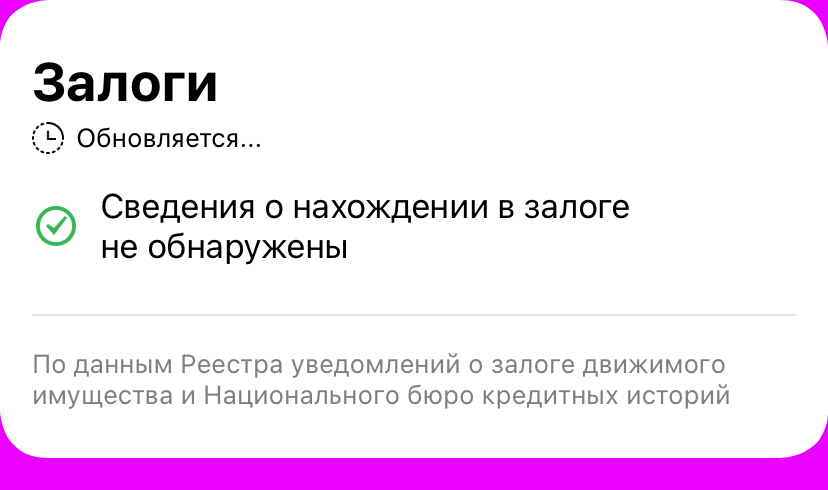 Залоги
Обновляется...
Сведения о нахождении в залоге
не обнаружены
По данным Реестра уведомлений о залоге движимого
имущества и Национального бюро кредитных историй